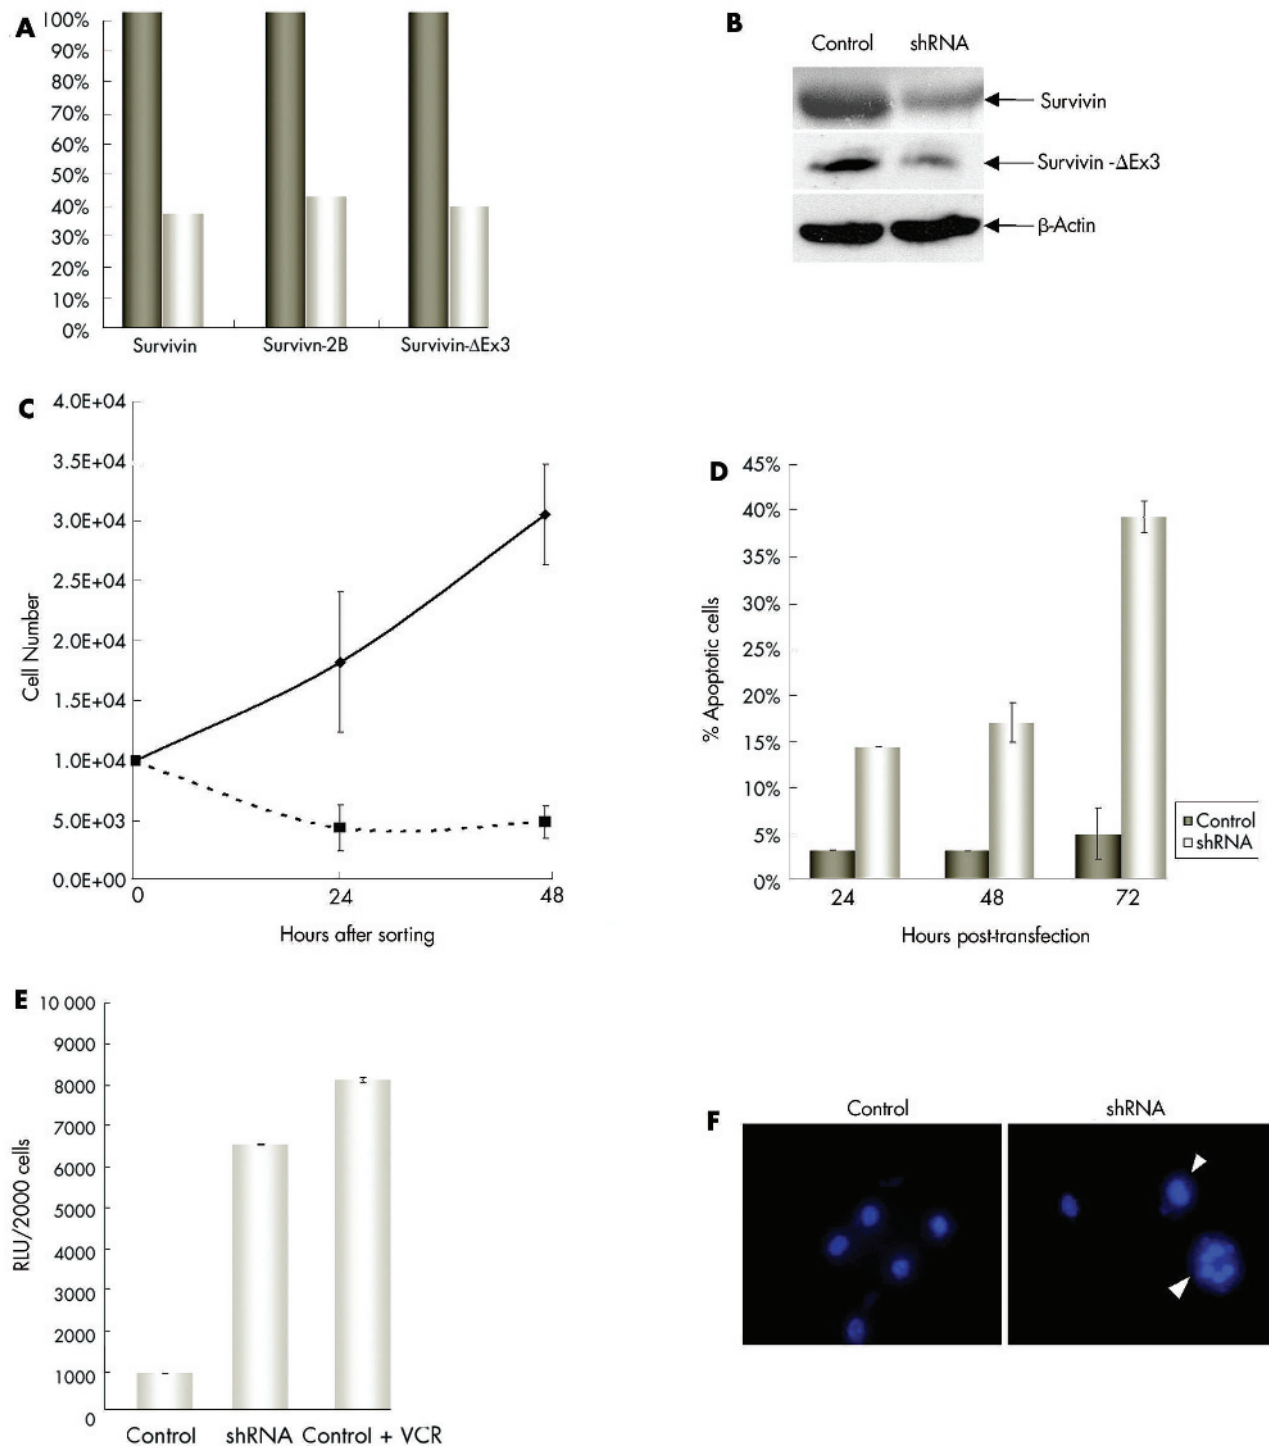 A
100%
90%
80%
70%
60%
50%
40%
30%
20%
10%
0%
Survivin Survivn-2B Survivin-ΔEx3
B
Control shRNA
Survivin
Survivin -ΔEx3
β-Actin
C
4.0E+04
3.5E+04
3.0E+04
2.5E+04
2.0E+04
1.5E+04
1.0E+04
5.0E+03
0.0E+00
Cell Number
0 24 48
Hours after sorting
D
45%
40%
35%
30%
25%
20%
15%
10%
5%
0%
% Apoptotic cells
24 48 72
Hours post-transfection
Control
shRNA
E
10 000
9000
8000
7000
6000
5000
4000
3000
2000
1000
0
RLU/2000 cells
Control shRNA Control + VCR
F
Control shRNA